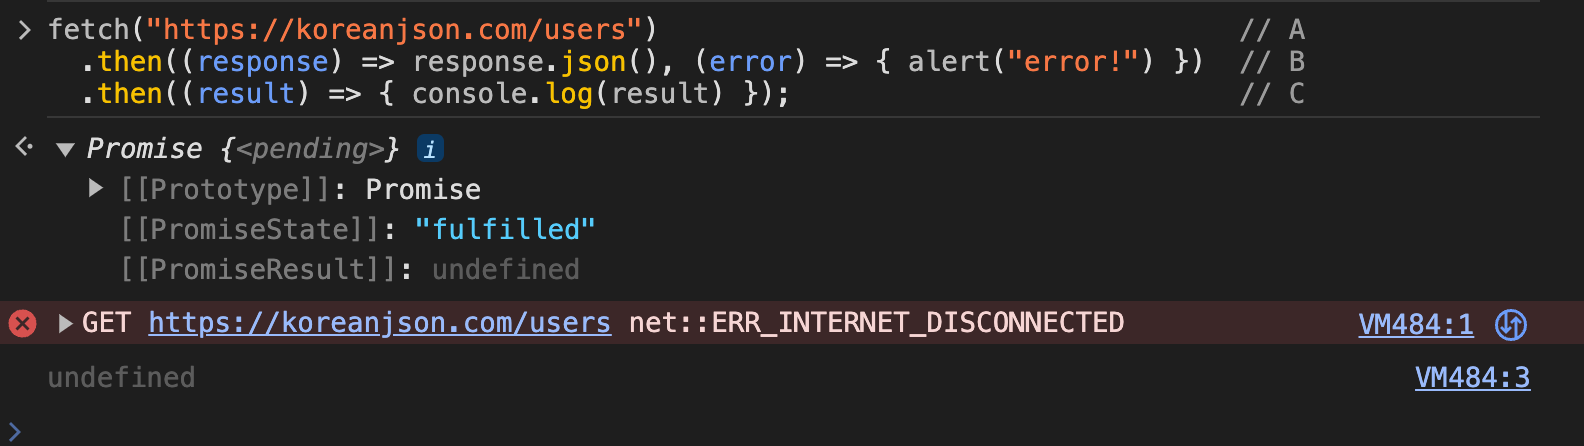 fetch("https://koreanjson.com/users") // A
.then((response) => response.json(), (error) => { alert("error!") }) // B
.then((result) => { console.log(result) }); // C
Promise {<pending>} i
[[Prototype]]: Promise
[[PromiseState]]: "fulfilled"
[[PromiseResult]]: undefined
GET https://koreanjson.com/users net::ERR_INTERNET_DISCONNECTED VM484:1
undefined VM484:3